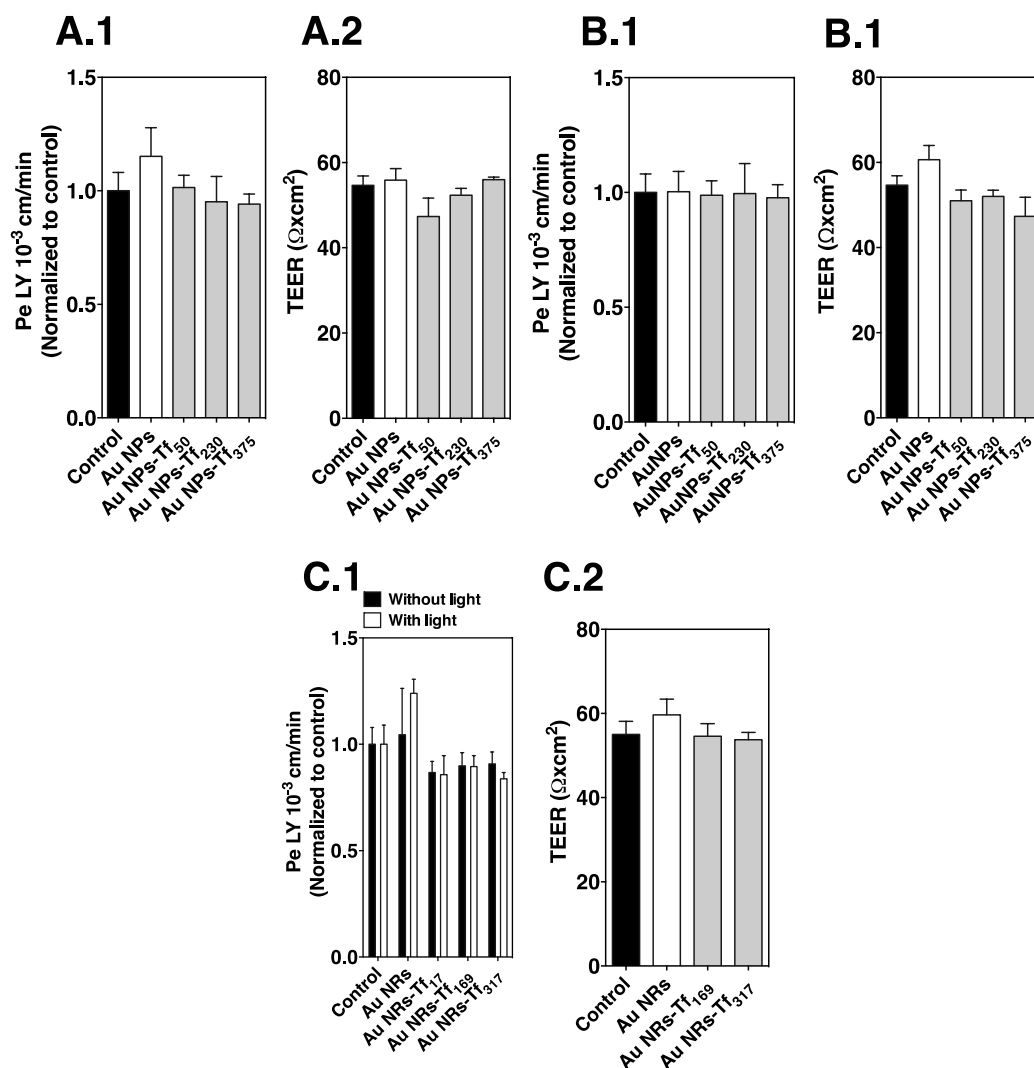 A.1
A.2
B.1
B.1
Pe LY 10⁻³ cm/min
(Normalized to control)
1.5
1.0
0.5
0.0
Control
Au NPs
Au NPs-Tf₅₀
Au NPs-Tf₂₃₀
Au NPs-Tf₃₇₅
TEER (Ωxcm²)
80
60
40
20
0
Control
Au NPs
Au NPs-Tf₅₀
Au NPs-Tf₂₃₀
Au NPs-Tf₃₇₅
Pe LY 10⁻³ cm/min
(Normalized to control)
1.5
1.0
0.5
0.0
Control
AuNPs
AuNPs-Tf₅₀
AuNPs-Tf₂₃₀
AuNPs-Tf₃₇₅
TEER (Ωxcm²)
80
60
40
20
0
Control
Au NPs
Au NPs-Tf₅₀
Au NPs-Tf₂₃₀
Au NPs-Tf₃₇₅
C.1
Without light
With light
Pe LY 10⁻³ cm/min
(Normalized to control)
1.5
1.0
0.5
0.0
Control
Au NRs
Au NRs-Tf₁₇
Au NRs-Tf₁₆₉
Au NRs-Tf₃₁₇
C.2
TEER (Ωxcm²)
80
60
40
20
0
Control
Au NRs
Au NRs-Tf₁₆₉
Au NRs-Tf₃₁₇